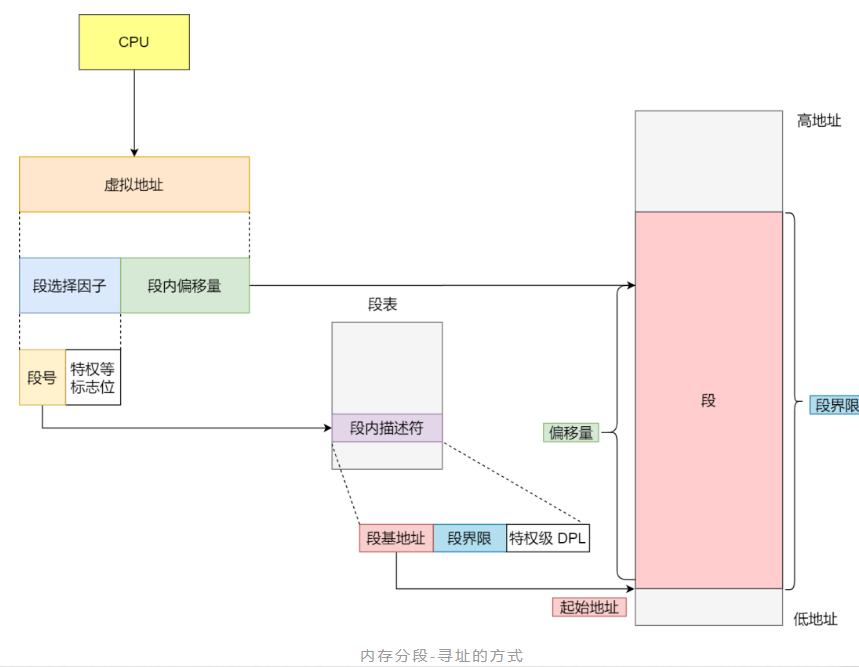 CPU
高地址
虚拟地址
段选择因子
段内偏移量
段表
段号
特权等
标志位
段
段界限
段内描述符
偏移量
段基地址
段界限
特权级 DPL
起始地址
低地址
内存分段-寻址的方式